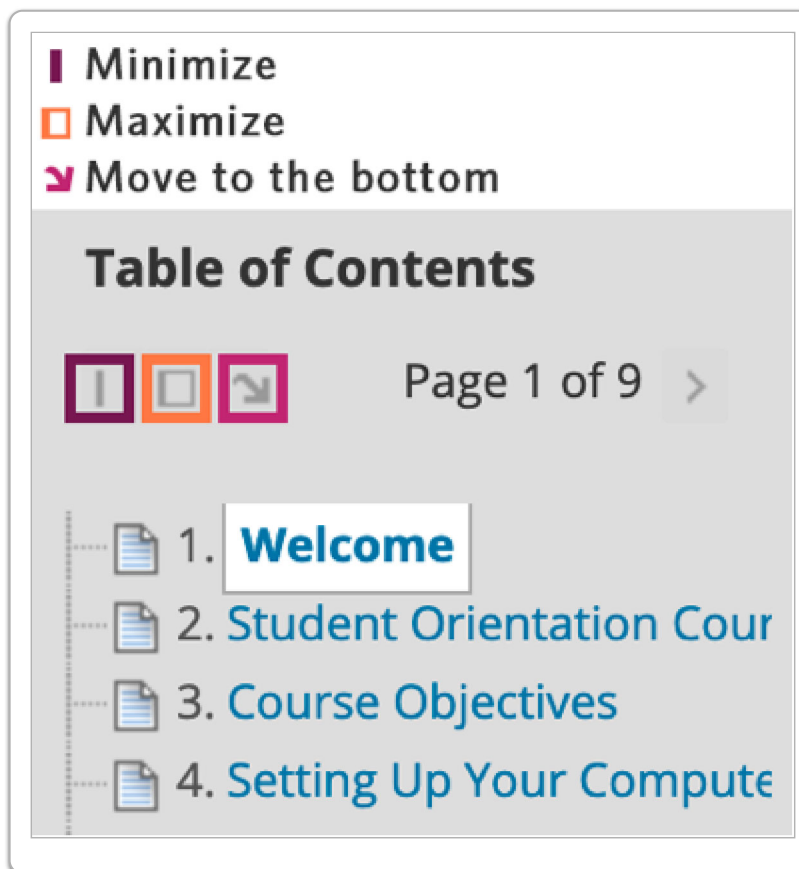 Minimize
Maximize
Move to the bottom
Table of Contents
Page 1 of 9
1. Welcome
2. Student Orientation Cour
3. Course Objectives
4. Setting Up Your Compute